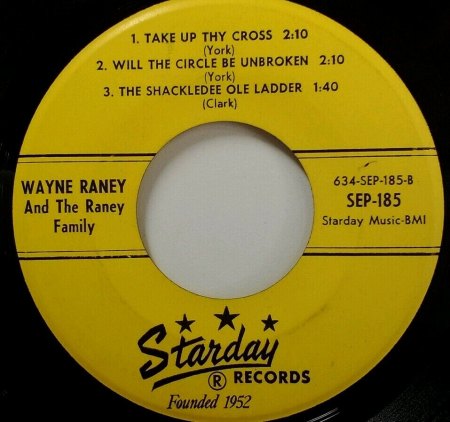 1. TAKE UP THY CROSS 2:10
(York)
2. WILL THE CIRCLE BE UNBROKEN 2:10
(York)
3. THE SHACKLEDEE OLE LADDER 1:40
(Clark)
WAYNE RANEY
And The Raney
Family
634-SEP-185-B
SEP-185
Starday Music-BMI
Starday
® RECORDS
Founded 1952